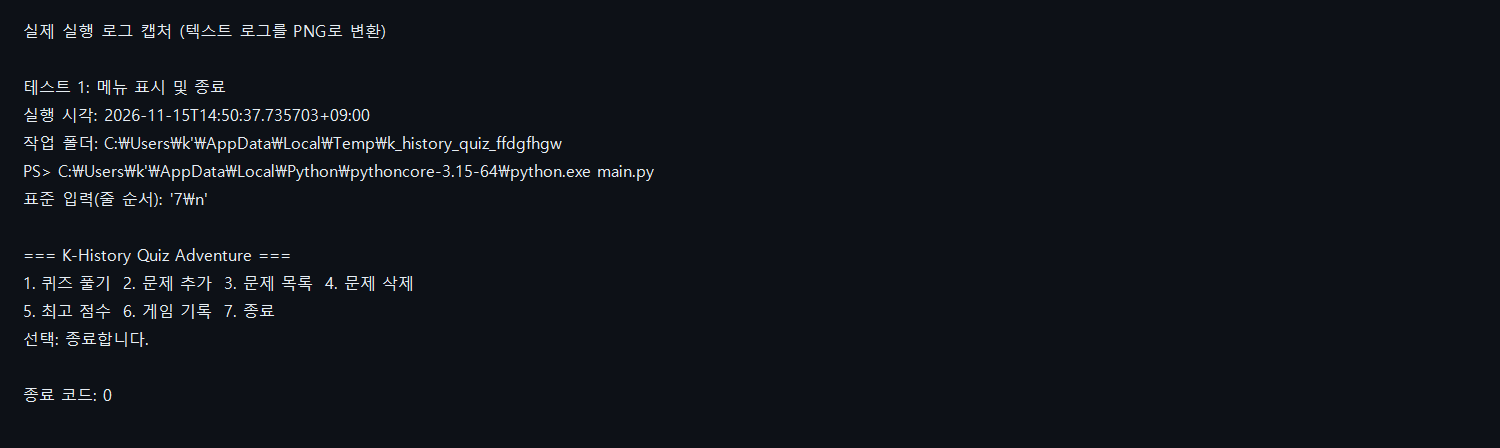 실제 실행 로그 캡처 (텍스트 로그를 PNG로 변환)
테스트 1: 메뉴 표시 및 종료
실행 시각: 2026-11-15T14:50:37.735703+09:00
작업 폴더: C:₩Users₩k'₩AppData₩Local₩Temp₩k_history_quiz_ffdgfhgw
PS> C:₩Users₩k'₩AppData₩Local₩Python₩pythoncore-3.15-64₩python.exe main.py
표준 입력(줄 순서): '7₩n'
=== K-History Quiz Adventure ===
1. 퀴즈 풀기  2. 문제 추가  3. 문제 목록  4. 문제 삭제
5. 최고 점수  6. 게임 기록  7. 종료
선택: 종료합니다.
종료 코드: 0